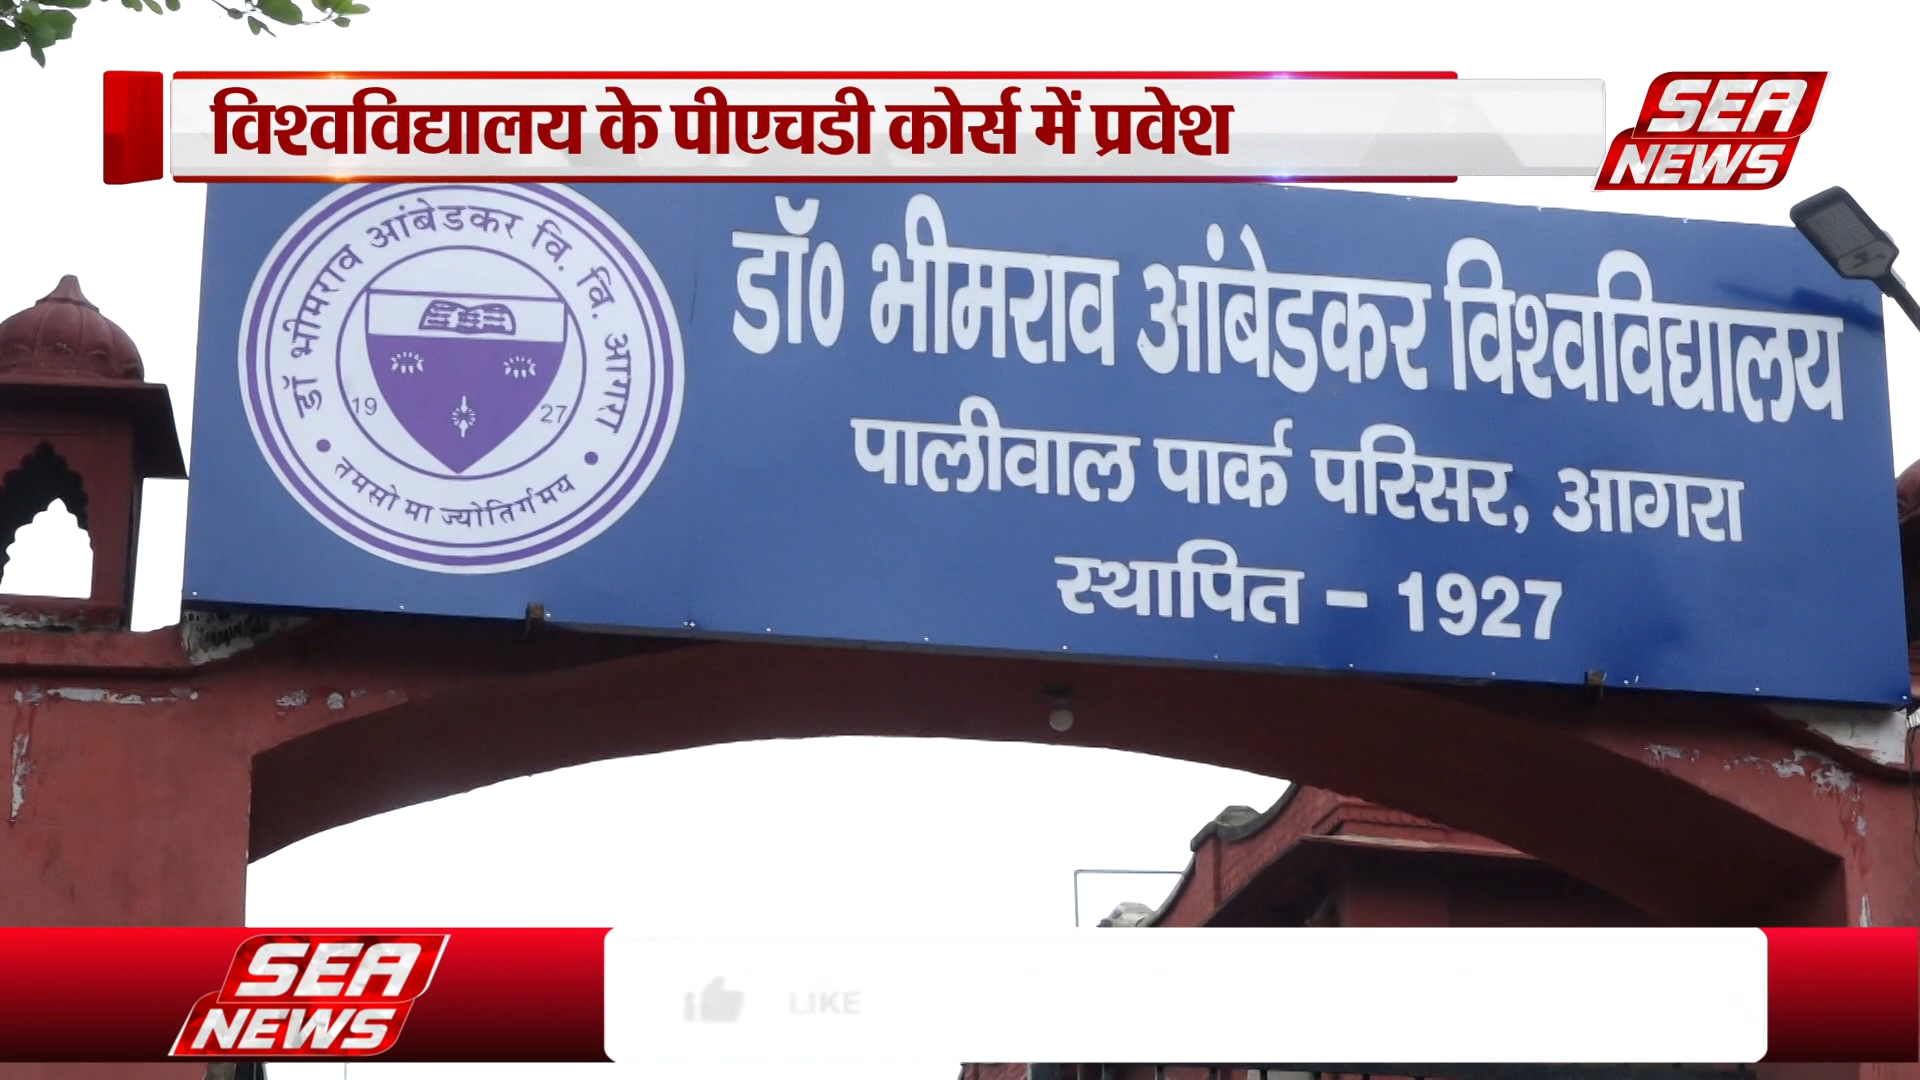 विश्वविद्यालय के पीएचडी कोर्स में प्रवेश
SEA
NEWS
डॉ भीमराव आंबेडकर वि. वि. आगरा
19 27
तमसो मा ज्योतिर्गमय
डॉ० भीमराव आंबेडकर विश्वविद्यालय
पालीवाल पार्क परिसर, आगरा
स्थापित - 1927
SEA
NEWS
LIKE